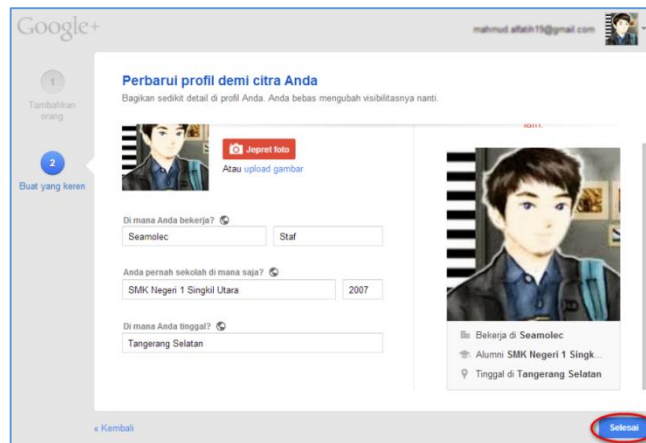 Google+
mahmud.alfatih19@gmail.com
1
Tambahkan
orang
2
Buat yang keren
Perbarui profil demi citra Anda
Bagikan sedikit detail di profil Anda. Anda bebas mengubah visibilitasnya nanti.
Jepret foto
Atau upload gambar
Di mana Anda bekerja?
Seamolec
Staf
Anda pernah sekolah di mana saja?
SMK Negeri 1 Singkil Utara
2007
Di mana Anda tinggal?
Tangerang Selatan
lain.
Bekerja di Seamolec
Alumni SMK Negeri 1 Singk...
Tinggal di Tangerang Selatan
« Kembali
Selesai